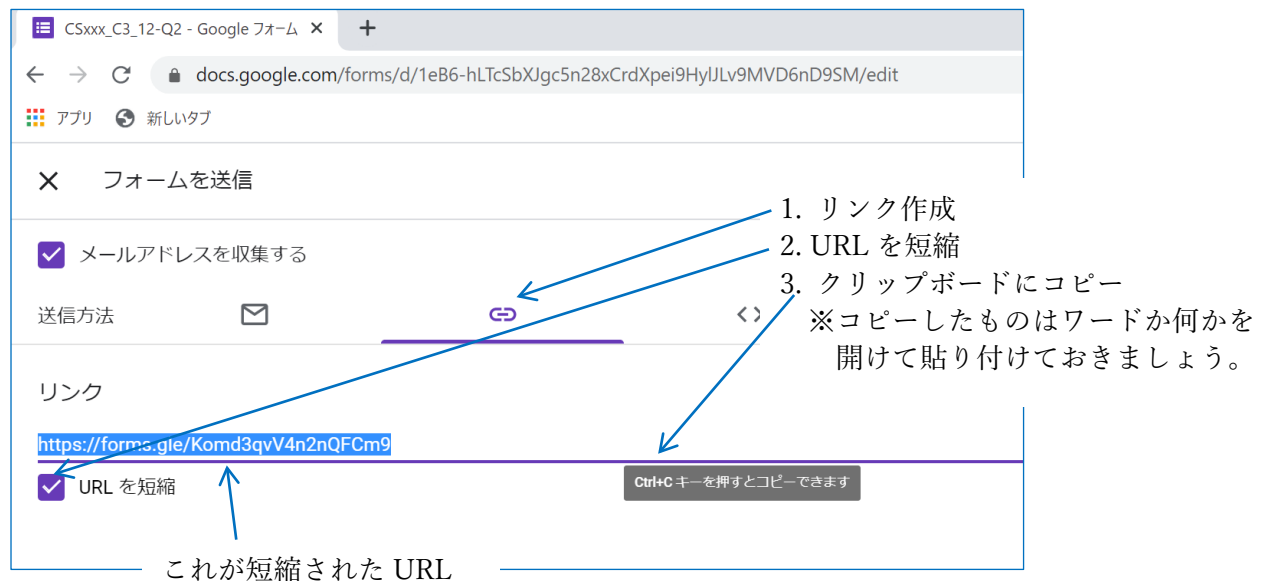 CSxxx_C3_12-Q2 - Google フォーム
docs.google.com/forms/d/1eB6-hLTcSbXJgc5n28xCrdXpei9HylJLv9MVD6nD9SM/edit
アプリ 新しいタブ
フォームを送信
1. リンク作成
2. URL を短縮
3. クリップボードにコピー
※コピーしたものはワードか何かを
開けて貼り付けておきましょう。
メールアドレスを収集する
送信方法
リンク
https://forms.gle/Komd3qvV4n2nQFCm9
URL を短縮
Ctrl+C キーを押すとコピーできます
これが短縮された URL